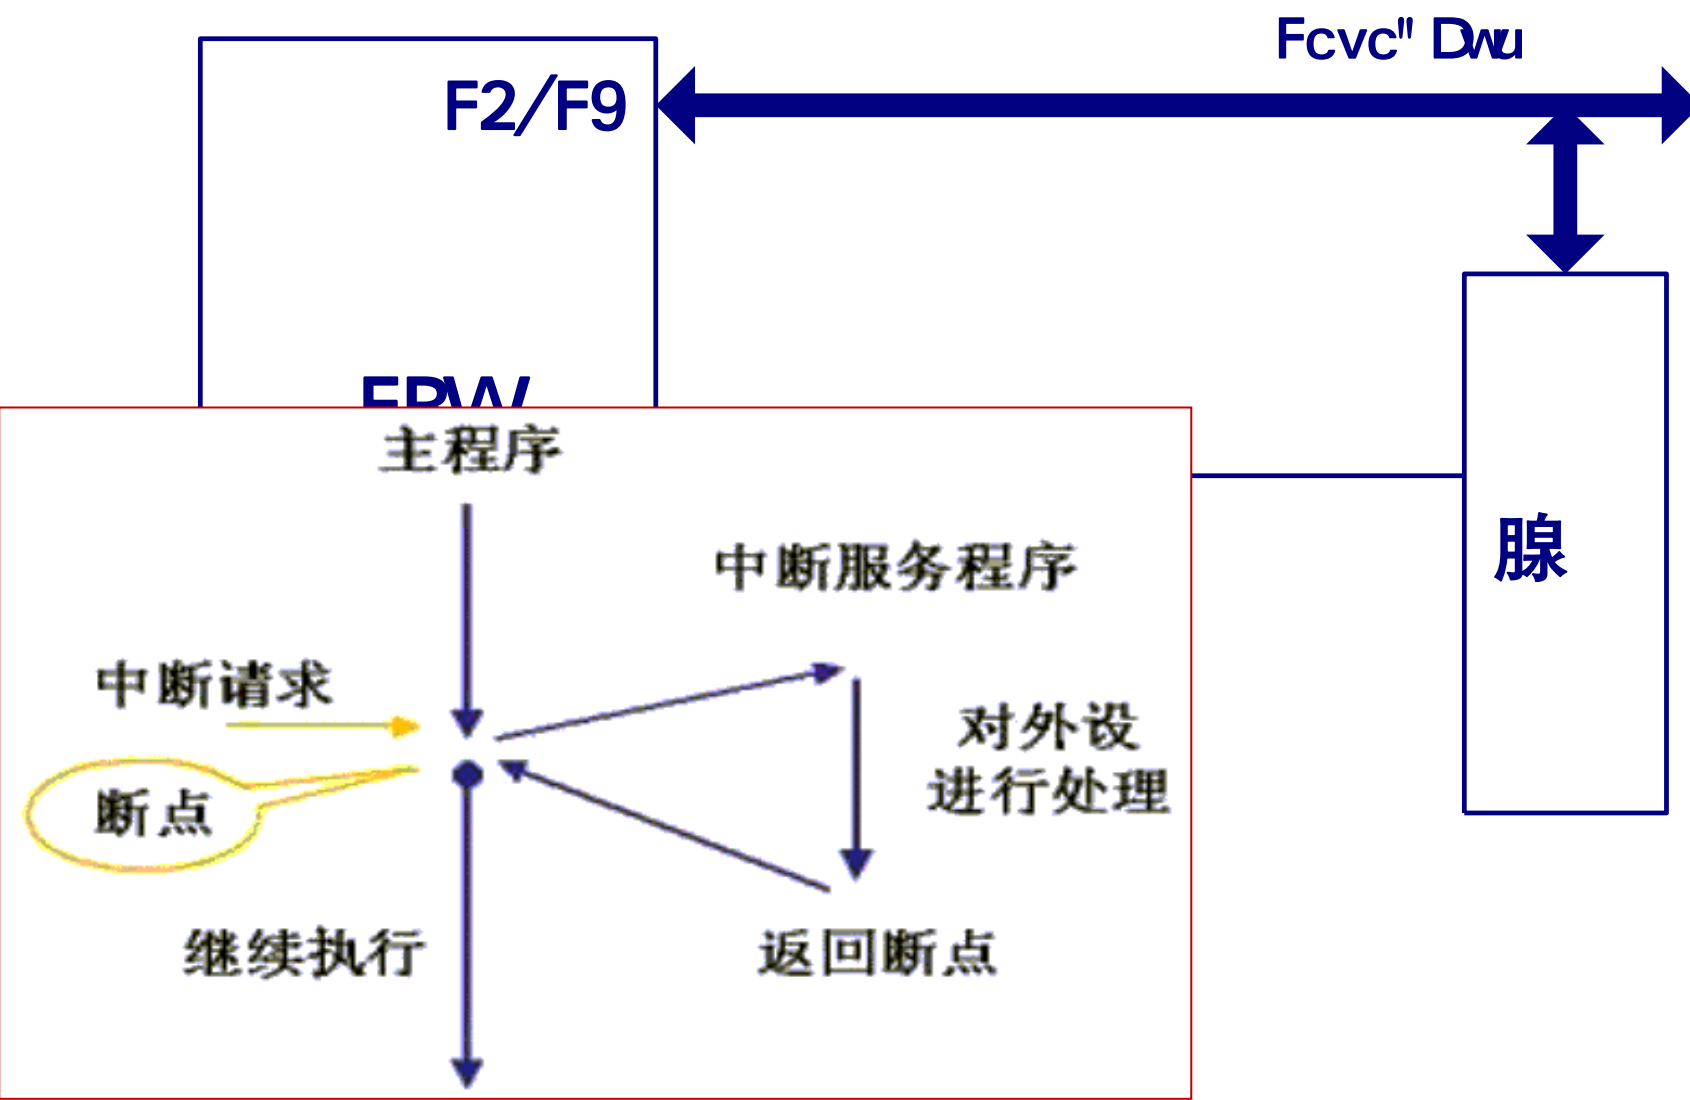 Fcvc" Dwu
F2/F9
主程序
中断服务程序
中断请求
对外设
进行处理
断点
继续执行
返回断点
腺